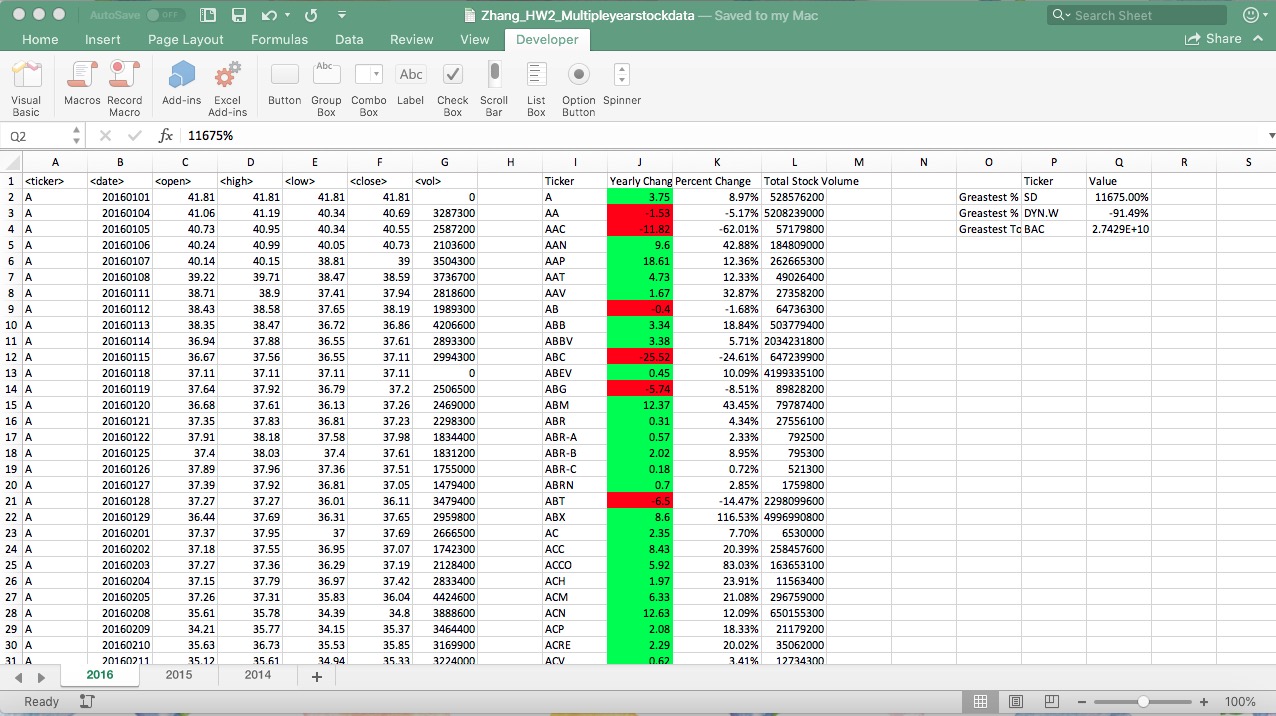 AutoSave OFF Zhang_HW2_Multipleyearstockdata — Saved to my Mac Search Sheet
Home Insert Page Layout Formulas Data Review View Developer Share
Abc Abc
Visual Basic Macros Record Macro Add-ins Excel Add-ins Button Group Box Combo Box Label Check Box Scroll Bar List Box Option Button Spinner
Q2 fx 11675%
A B C D E F G H I J K L M N O P Q R S
1 <ticker> <date> <open> <high> <low> <close> <vol> Ticker Yearly Chang Percent Change Total Stock Volume Ticker Value
2 A 20160101 41.81 41.81 41.81 41.81 0 A 3.75 8.97% 528576200 Greastest % SD 11675.00%
3 A 20160104 41.06 41.19 40.34 40.69 3287300 AA -1.53 -5.17% 5208239000 Greastest % DYN.W -91.49%
4 A 20160105 40.73 40.95 40.34 40.55 2587200 AAC -11.82 -62.01% 57179800 Greastest To BAC 2.7429E+10
5 A 20160106 40.24 40.99 40.05 40.73 2103600 AAN 9.6 42.88% 184809000
6 A 20160107 40.14 40.15 38.81 39 3504300 AAP 18.61 12.36% 262665300
7 A 20160108 39.22 39.71 38.47 38.59 3736700 AAT 4.73 12.33% 49026400
8 A 20160111 38.71 38.9 37.41 37.94 2818600 AAV 1.67 32.87% 27358200
9 A 20160112 38.43 38.58 37.65 38.19 1989300 AB -0.4 -1.68% 64736300
10 A 20160113 38.35 38.47 36.72 36.86 4206600 ABB 3.34 18.84% 503779400
11 A 20160114 36.94 37.88 36.55 37.61 2893300 ABBV 3.38 5.71% 2034231800
12 A 20160115 36.67 37.56 36.55 37.11 2994300 ABC -25.52 -24.61% 647239900
13 A 20160118 37.11 37.11 37.11 37.11 0 ABEV 0.45 10.09% 4199335100
14 A 20160119 37.64 37.92 36.79 37.2 2506500 ABG -5.74 -8.51% 89828200
15 A 20160120 36.68 37.61 36.13 37.26 2469000 ABM 12.37 43.45% 79787400
16 A 20160121 37.35 37.83 36.81 37.23 2298300 ABR 0.31 4.34% 27556100
17 A 20160122 37.91 38.18 37.58 37.98 1834400 ABR-A 0.57 2.33% 792500
18 A 20160125 37.4 38.03 37.4 37.61 1831200 ABR-B 2.02 8.95% 795300
19 A 20160126 37.89 37.96 37.36 37.51 1755000 ABR-C 0.18 0.72% 521300
20 A 20160127 37.39 37.92 36.81 37.05 1479400 ABRN 0.7 2.85% 1759800
21 A 20160128 37.27 37.27 36.01 36.11 3479400 ABT -6.5 -14.47% 2298099600
22 A 20160129 36.44 37.69 36.31 37.65 2959800 ABX 8.6 116.53% 4996990800
23 A 20160201 37.37 37.95 37 37.69 2666500 AC 2.35 7.70% 6530000
24 A 20160202 37.18 37.55 36.95 37.07 1742300 ACC 8.43 20.39% 258457600
25 A 20160203 37.27 37.36 36.29 37.19 2128400 ACCO 5.92 83.03% 163653100
26 A 20160204 37.15 37.79 36.97 37.42 2833400 ACH 1.97 23.91% 11563400
27 A 20160205 37.26 37.31 35.83 36.04 4424600 ACM 6.33 21.08% 296759000
28 A 20160208 35.61 35.78 34.39 34.8 3888600 ACN 12.63 12.09% 650155300
29 A 20160209 34.21 35.77 34.15 35.37 3464400 ACP 2.08 18.33% 21179200
30 A 20160210 35.63 36.73 35.53 35.85 3169900 ACRE 2.29 20.02% 35062000
31 A 20160211 35.12 35.61 34.94 35.33 3224000 ACV 0.62 3.41% 12734300
2016 2015 2014 +
Ready 100%